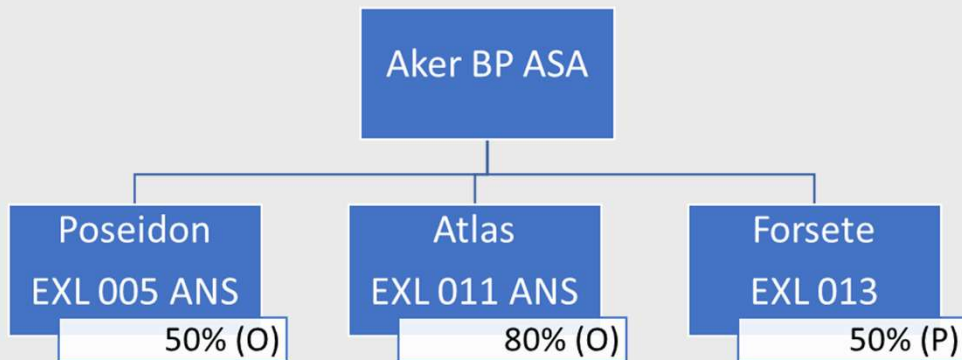 Aker BP ASA
Poseidon
EXL 005 ANS
50% (O)
Atlas
EXL 011 ANS
80% (O)
Forsete
EXL 013
50% (P)